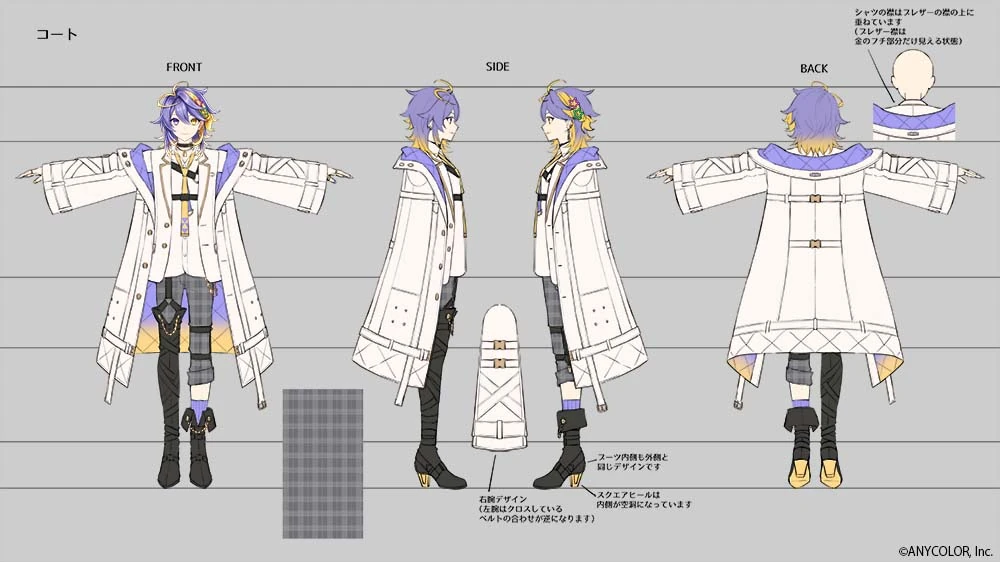 コート
シャツの襟はブレザーの襟の上に
重ねています
(ブレザー襟は
金のフチ部分だけ見える状態)
FRONT
SIDE
BACK
ブーツ内側も外側と
同じデザインです
スクエアヒールは
内側が空洞になっています
右腕デザイン
(左腕はクロスしている
ベルトの合わせが逆になります)
©ANYCOLOR, Inc.